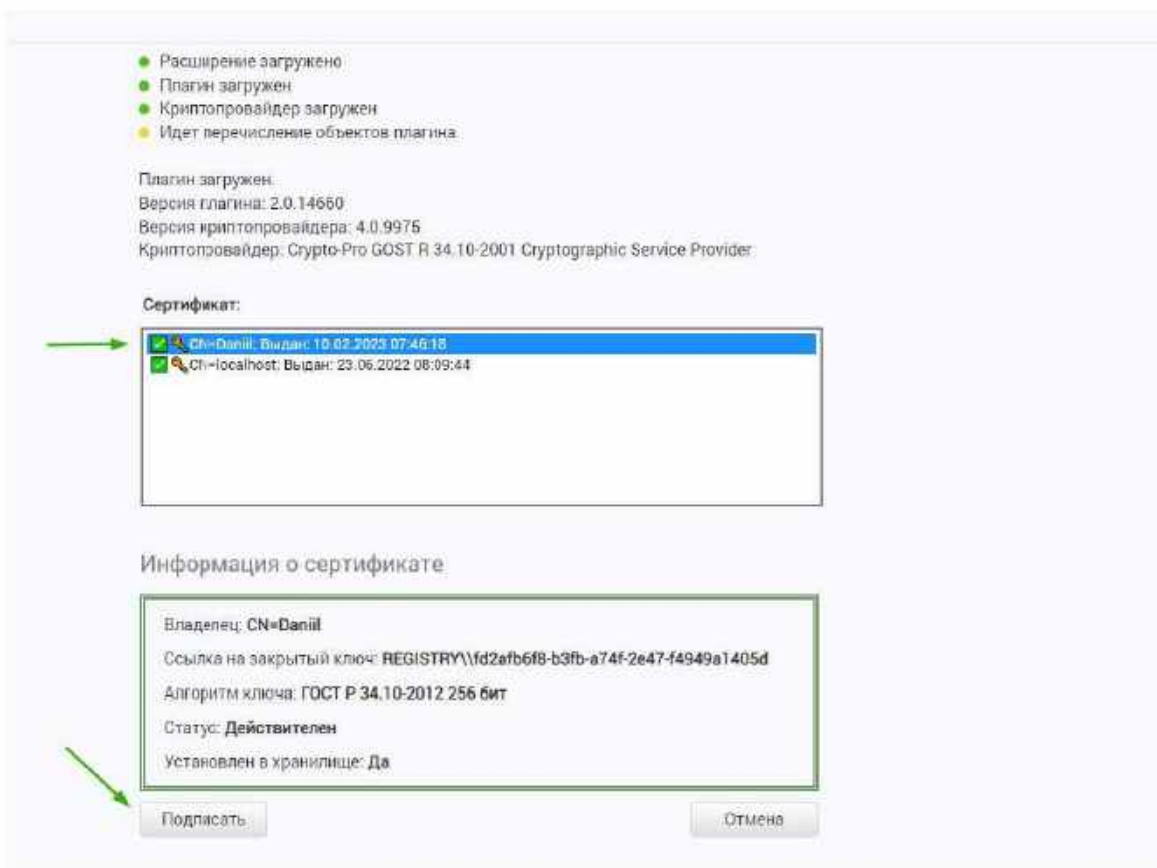 Расширение загружено
Плагин загружен
Криптопровайдер загружен
Идет перечисление объектов плагина
Плагин загружен.
Версия плагина: 2.0.14660
Версия криптопровайдера: 4.0.9975
Криптопровайдер: Crypto-Pro GOST R 34.10-2001 Cryptographic Service Provider
Сертификат:
CN=Daniil; Выдан: 10.02.2023 07:46:18
CN=localhost; Выдан: 23.06.2022 08:09:44
Информация о сертификате
Владелец: CN=Daniil
Ссылка на закрытый ключ: REGISTRY\\fd2afb6f8-b3fb-a74f-2e47-f4949a1405d
Алгоритм ключа: ГОСТ Р 34.10-2012 256 бит
Статус: Действителен
Установлен в хранилище: Да
Подписать Отмена